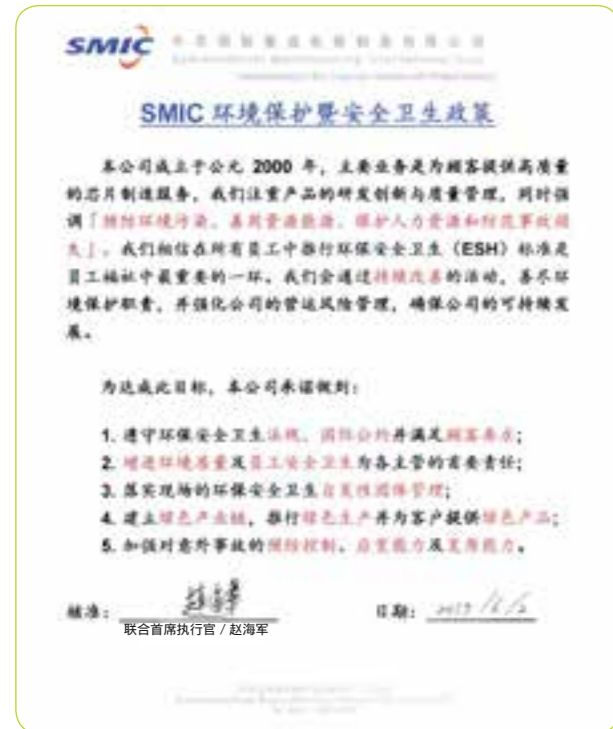 SMIC
SMIC 环境保护暨安全卫生政策
本公司成立于公元 2000 年，主要业务是为顾客提供高质量
的芯片制造服务，我们注重产品的研发创新与质量管理，同时强
调「预防环境污染、善用资源能源、保护人力资源和防范事故损
失」。我们相信在所有员工中推行环保安全卫生（ESH）标准是
员工福祉中最重要的一环。我们会通过持续改善的活动，善尽环
境保护职责，并强化公司的营运风险管理，确保公司的可持续发
展。
为达成此目标，本公司承诺做到：
1. 遵守环保安全卫生法规、国际公约并满足顾客要求；
2. 增进环境质量及员工安全卫生为各主管的首要责任；
3. 落实现场的环保安全卫生自发性团体管理；
4. 建立绿色产业链，推行绿色生产并为客户提供绿色产品；
5. 加强对意外事故的预防控制、应变能力及复原能力。
核准：
日期：
联合首席执行官 / 赵海军